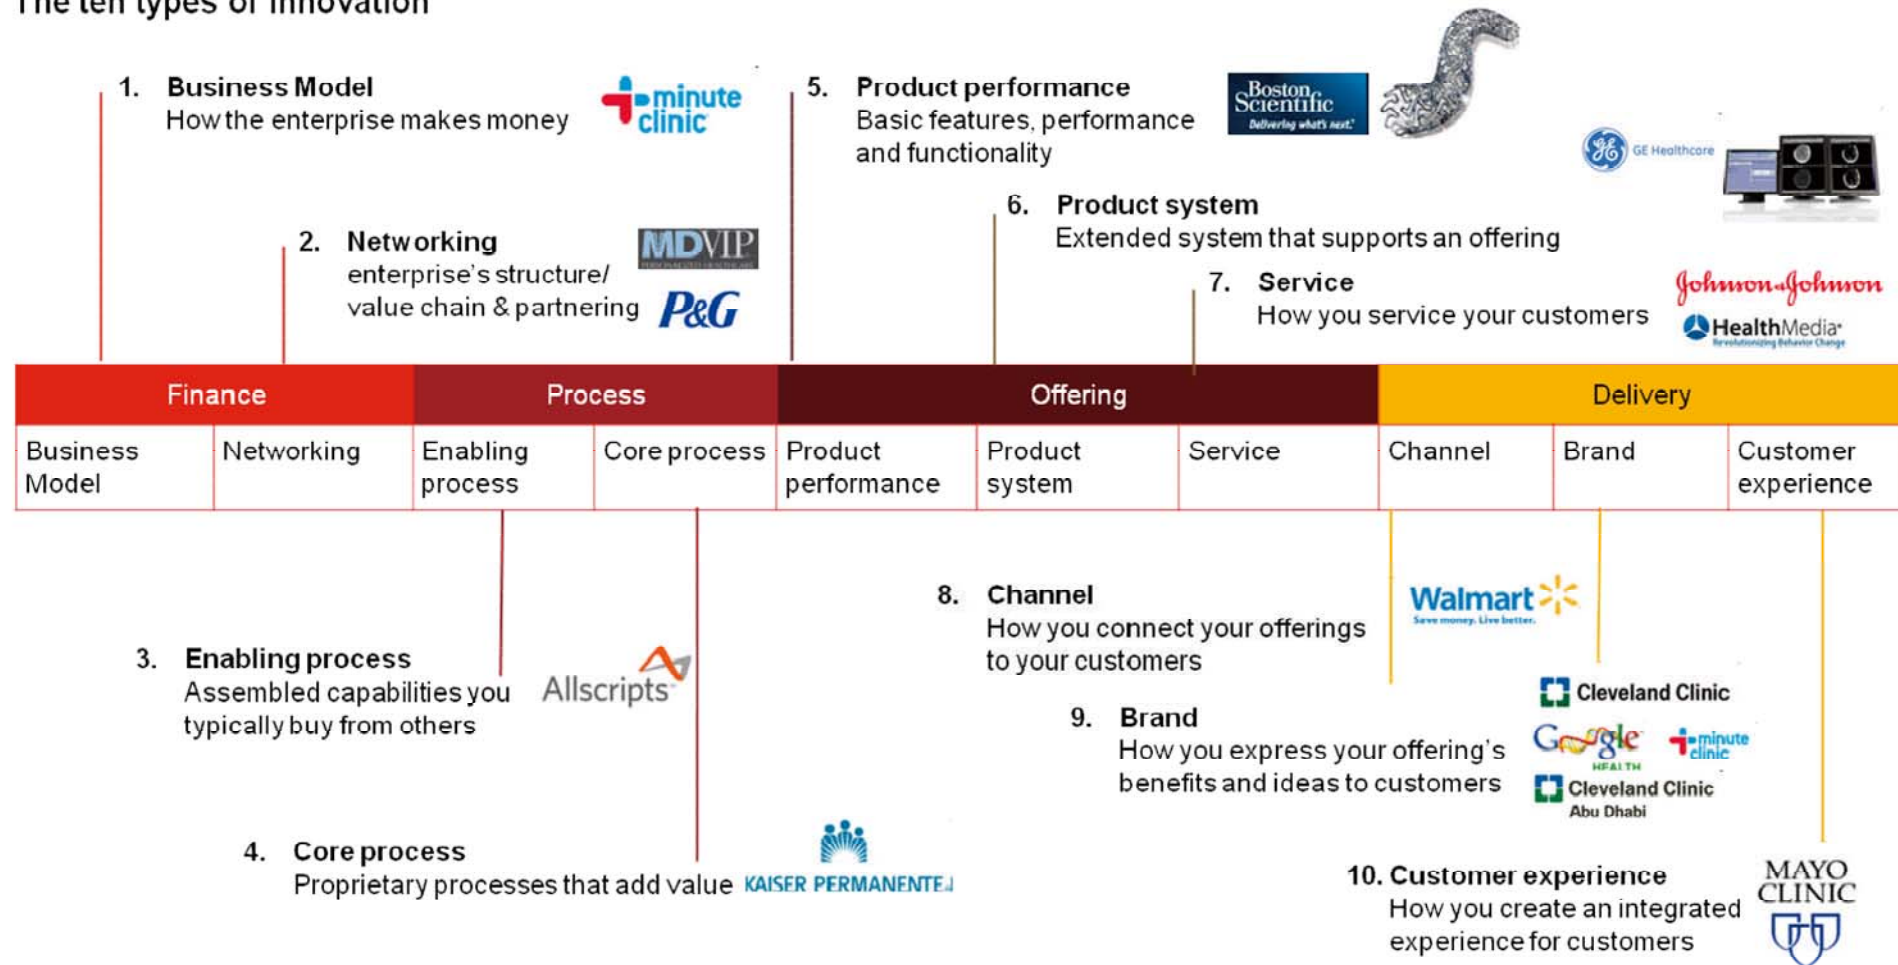 The ten types of innovation
1. Business Model
How the enterprise makes money
minute
clinic
2. Networking
enterprise's structure/
value chain & partnering
MDVIP
P&G
5. Product performance
Basic features, performance
and functionality
Boston
Scientific
Delivering what's next.
GE Healthcare
6. Product system
Extended system that supports an offering
7. Service
How you service your customers
Johnson & Johnson
HealthMedia
Revolutionizing Behavior Change
Finance
Process
Offering
Delivery
Business
Model
Networking
Enabling
process
Core process
Product
performance
Product
system
Service
Channel
Brand
Customer
experience
3. Enabling process
Assembled capabilities you
typically buy from others
Allscripts
4. Core process
Proprietary processes that add value
KAISER PERMANENTE
8. Channel
How you connect your offerings
to your customers
Walmart
Save money. Live better.
9. Brand
How you express your offering's
benefits and ideas to customers
Cleveland Clinic
Google
HEALTH
minute
clinic
Cleveland Clinic
Abu Dhabi
10. Customer experience
How you create an integrated
experience for customers
MAYO
CLINIC